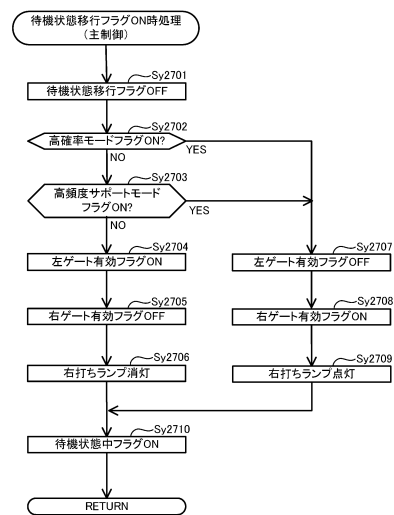 待機状態移行フラグON時処理
(主制御)
Sy2701
待機状態移行フラグOFF
Sy2702
高確率モードフラグON?
YES
NO
Sy2703
高頻度サポートモード
フラグON?
YES
NO
Sy2704
左ゲート有効フラグON
Sy2705
右ゲート有効フラグOFF
Sy2706
右打ちランプ消灯
Sy2707
左ゲート有効フラグOFF
Sy2708
右ゲート有効フラグON
Sy2709
右打ちランプ点灯
Sy2710
待機状態中フラグON
RETURN